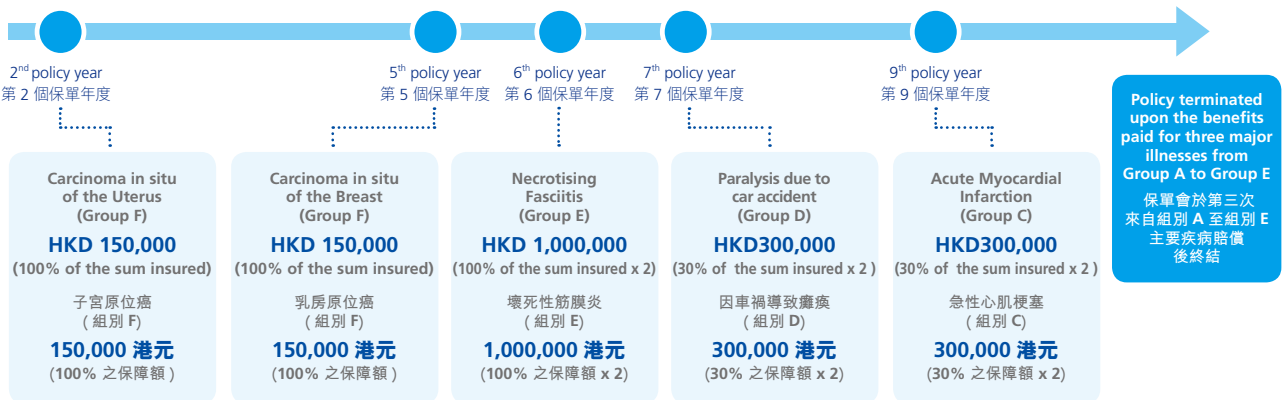 2nd policy year
第 2 個保單年度
5th policy year
第 5 個保單年度
6th policy year
第 6 個保單年度
7th policy year
第 7 個保單年度
9th policy year
第 9 個保單年度
Carcinoma in situ
of the Uterus
(Group F)
HKD 150,000
(100% of the sum insured)
子宮原位癌
( 組別 F)
150,000 港元
(100% 之保障額 )
Carcinoma in situ
of the Breast
(Group F)
HKD 150,000
(100% of the sum insured)
乳房原位癌
( 組別 F)
150,000 港元
(100% 之保障額 )
Necrotising
Fasciitis
(Group E)
HKD 1,000,000
(100% of the sum insured x 2)
壞死性筋膜炎
( 組別 E)
1,000,000 港元
(100% 之保障額 x 2)
Paralysis due to
car accident
(Group D)
HKD300,000
(30% of the sum insured x 2 )
因車禍導致癱瘓
( 組別 D)
300,000 港元
(30% 之保障額 x 2)
Acute Myocardial
Infarction
(Group C)
HKD300,000
(30% of the sum insured x 2 )
急性心肌梗塞
( 組別 C)
300,000 港元
(30% 之保障額 x 2)
Policy terminated
upon the benefits
paid for three major
illnesses from
Group A to Group E
保單會於第三次
來自組別 A 至組別 E
主要疾病賠償
後終結